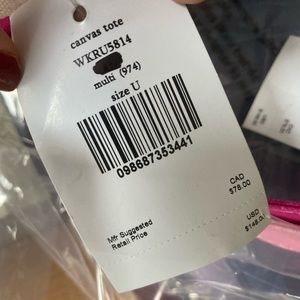 canvas tote
WKRU5814
multi (974)
size U
098687353441
CAD
$78.00
Mfr Suggested
Retail Price
USD
$148.00